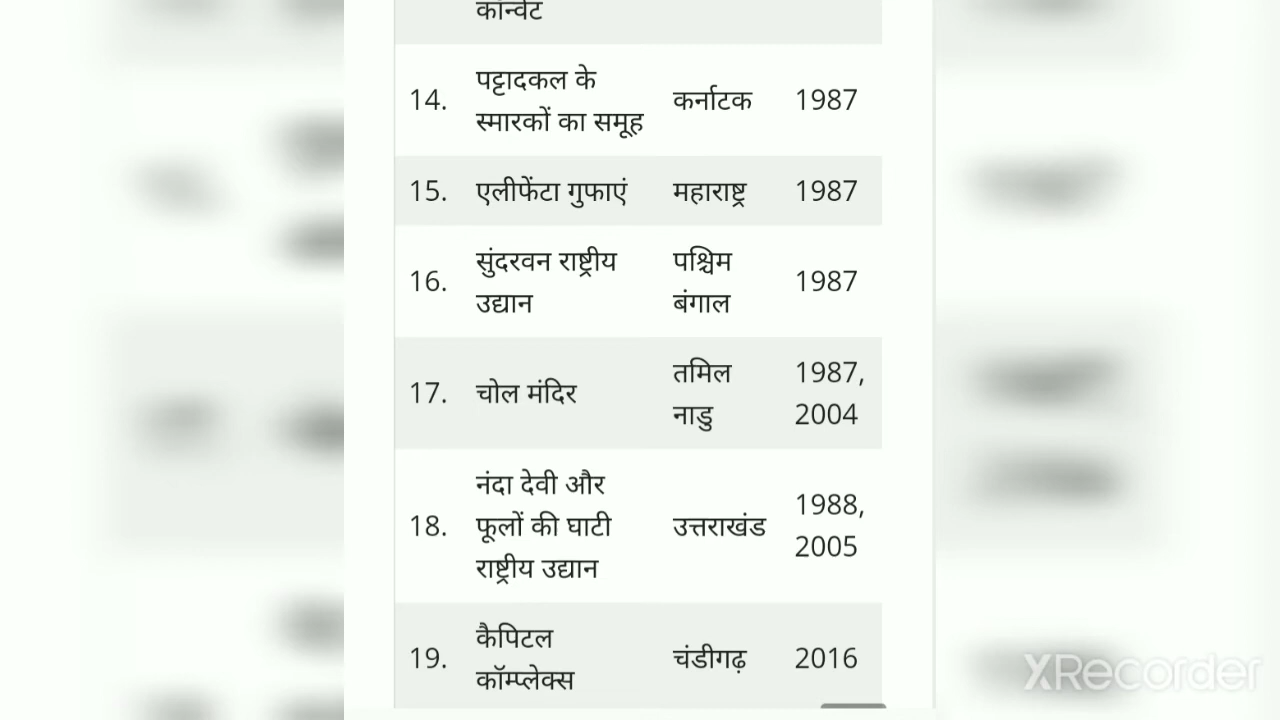 कॉन्वेंट
14. पट्टादकल के स्मारकों का समूह कर्नाटक 1987
15. एलीफेंटा गुफाएं महाराष्ट्र 1987
16. सुंदरवन राष्ट्रीय उद्यान पश्चिम बंगाल 1987
17. चोल मंदिर तमिल नाडु 1987, 2004
18. नंदा देवी और फूलों की घाटी राष्ट्रीय उद्यान उत्तराखंड 1988, 2005
19. कैपिटल कॉम्प्लेक्स चंडीगढ़ 2016
XRecorder